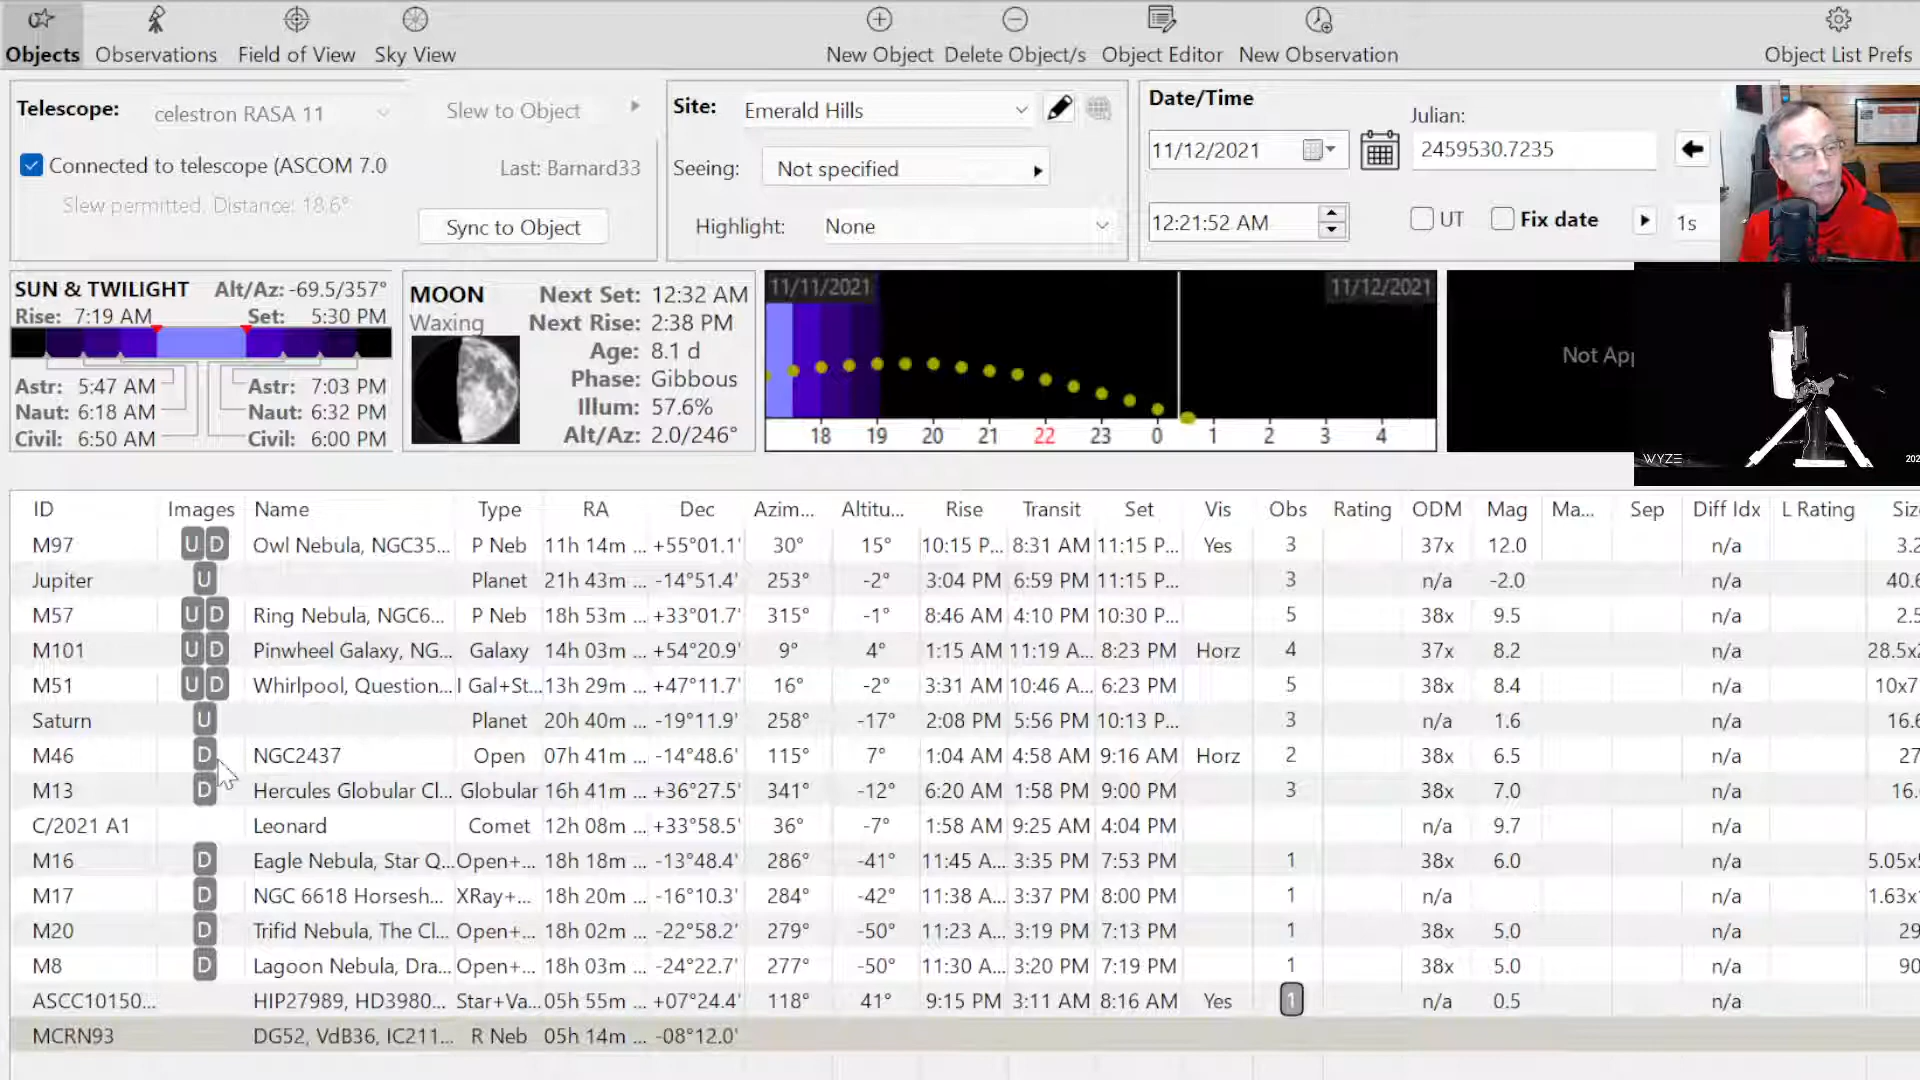 Objects Observations Field of View Sky View New Object Delete Object/s Object Editor New Observation Object List Prefs
Telescope: celestron RASA 11 Slew to Object
Connected to telescope (ASCOM 7.0 Last: Barnard33
Slew permitted. Distance: 18.6°
Sync to Object
Site: Emerald Hills
Seeing: Not specified
Highlight: None
Date/Time
Julian:
11/12/2021 2459530.7235
12:21:52 AM UT Fix date 1s
SUN & TWILIGHT Alt/Az: -69.5/357°
Rise: 7:19 AM Set: 5:30 PM
Astr: 5:47 AM Astr: 7:03 PM
Naut: 6:18 AM Naut: 6:32 PM
Civil: 6:50 AM Civil: 6:00 PM
MOON Next Set: 12:32 AM
Waxing Next Rise: 2:38 PM
Age: 8.1 d
Phase: Gibbous
Illum: 57.6%
Alt/Az: 2.0/246°
11/11/2021 11/12/2021
18 19 20 21 22 23 0 1 2 3 4
Not App
WYZE 202
ID Images Name Type RA Dec Azim... Altitu... Rise Transit Set Vis Obs Rating ODM Mag Ma... Sep Diff Idx L Rating Siz
M97 U D Owl Nebula, NGC35... P Neb 11h 14m ... +55°01.1' 30° 15° 10:15 P... 8:31 AM 11:15 P... Yes 3 37x 12.0 n/a 3.2
Jupiter U Planet 21h 43m ... -14°51.4' 253° -2° 3:04 PM 6:59 PM 11:15 P... 3 n/a -2.0 n/a 40.6
M57 U D Ring Nebula, NGC6... P Neb 18h 53m ... +33°01.7' 315° -1° 8:46 AM 4:10 PM 10:30 P... 5 38x 9.5 n/a 2.5
M101 U D Pinwheel Galaxy, NG... Galaxy 14h 03m ... +54°20.9' 9° 4° 1:15 AM 11:19 A... 8:23 PM Horz 4 37x 8.2 n/a 28.5x2
M51 U D Whirlpool, Question... I Gal+St... 13h 29m ... +47°11.7' 16° -2° 3:31 AM 10:46 A... 6:23 PM 5 38x 8.4 n/a 10x7
Saturn U Planet 20h 40m ... -19°11.9' 258° -17° 2:08 PM 5:56 PM 10:13 P... 3 n/a 1.6 n/a 16.6
M46 D NGC2437 Open 07h 41m ... -14°48.6' 115° 7° 1:04 AM 4:58 AM 9:16 AM Horz 2 38x 6.5 n/a 27
M13 D Hercules Globular Cl... Globular 16h 41m ... +36°27.5' 341° -12° 6:20 AM 1:58 PM 9:00 PM 3 38x 7.0 n/a 16.
C/2021 A1 Leonard Comet 12h 08m ... +33°58.5' 36° -7° 1:58 AM 9:25 AM 4:04 PM n/a 9.7 n/a
M16 D Eagle Nebula, Star Q... Open+... 18h 18m ... -13°48.4' 286° -41° 11:45 A... 3:35 PM 7:53 PM 1 38x 6.0 n/a 5.05x5
M17 D NGC 6618 Horsesh... XRay+... 18h 20m ... -16°10.3' 284° -42° 11:38 A... 3:37 PM 8:00 PM 1 n/a n/a 1.63x
M20 D Trifid Nebula, The Cl... Open+... 18h 02m ... -22°58.2' 279° -50° 11:23 A... 3:19 PM 7:13 PM 1 38x 5.0 n/a 29
M8 D Lagoon Nebula, Dra... Open+... 18h 03m ... -24°22.7' 277° -50° 11:30 A... 3:20 PM 7:19 PM 1 38x 5.0 n/a 90
ASCC10150... HIP27989, HD3980... Star+Va... 05h 55m ... +07°24.4' 118° 41° 9:15 PM 3:11 AM 8:16 AM Yes 1 n/a 0.5 n/a
MCRN93 DG52, VdB36, IC211... R Neb 05h 14m ... -08°12.0'